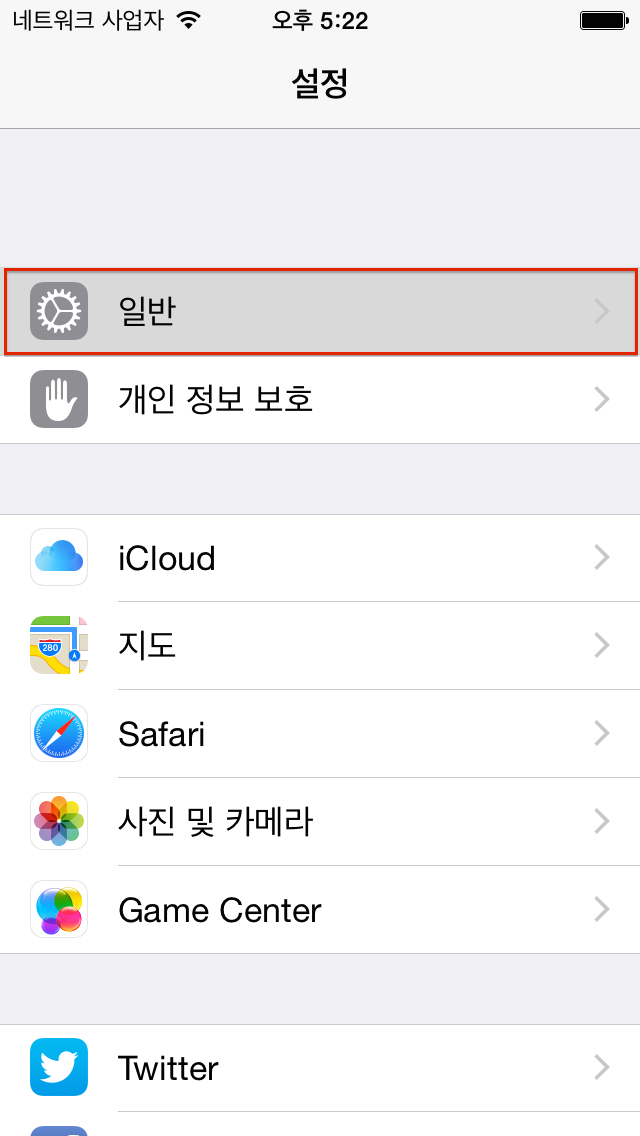 네트워크 사업자 오후 5:22
설정
일반
개인 정보 보호
iCloud
280
지도
Safari
사진 및 카메라
Game Center
Twitter